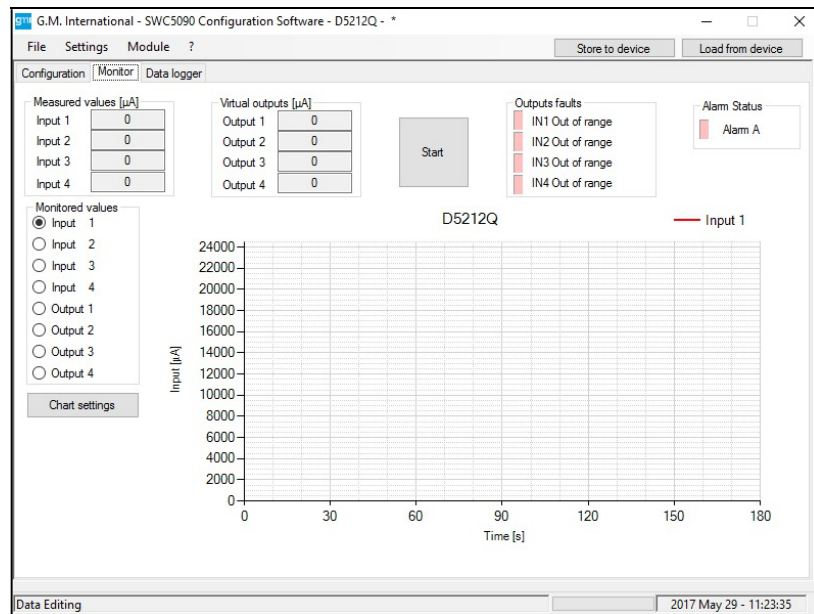 gmi G.M. International - SWC5090 Configuration Software - D5212Q - *
File Settings Module ? Store to device Load from device
Configuration Monitor Data logger
Measured values [µA]
Input 1 0
Input 2 0
Input 3 0
Input 4 0
Virtual outputs [µA]
Output 1 0
Output 2 0
Output 3 0
Output 4 0
Start
Outputs faults
IN1 Out of range
IN2 Out of range
IN3 Out of range
IN4 Out of range
Alarm Status
Alarm A
Monitored values
Input 1
Input 2
Input 3
Input 4
Output 1
Output 2
Output 3
Output 4
Chart settings
D5212Q
Input 1
Input [µA]
24000
22000
20000
18000
16000
14000
12000
10000
8000
6000
4000
2000
0
0 30 60 90 120 150 180
Time [s]
Data Editing 2017 May 29 - 11:23:35